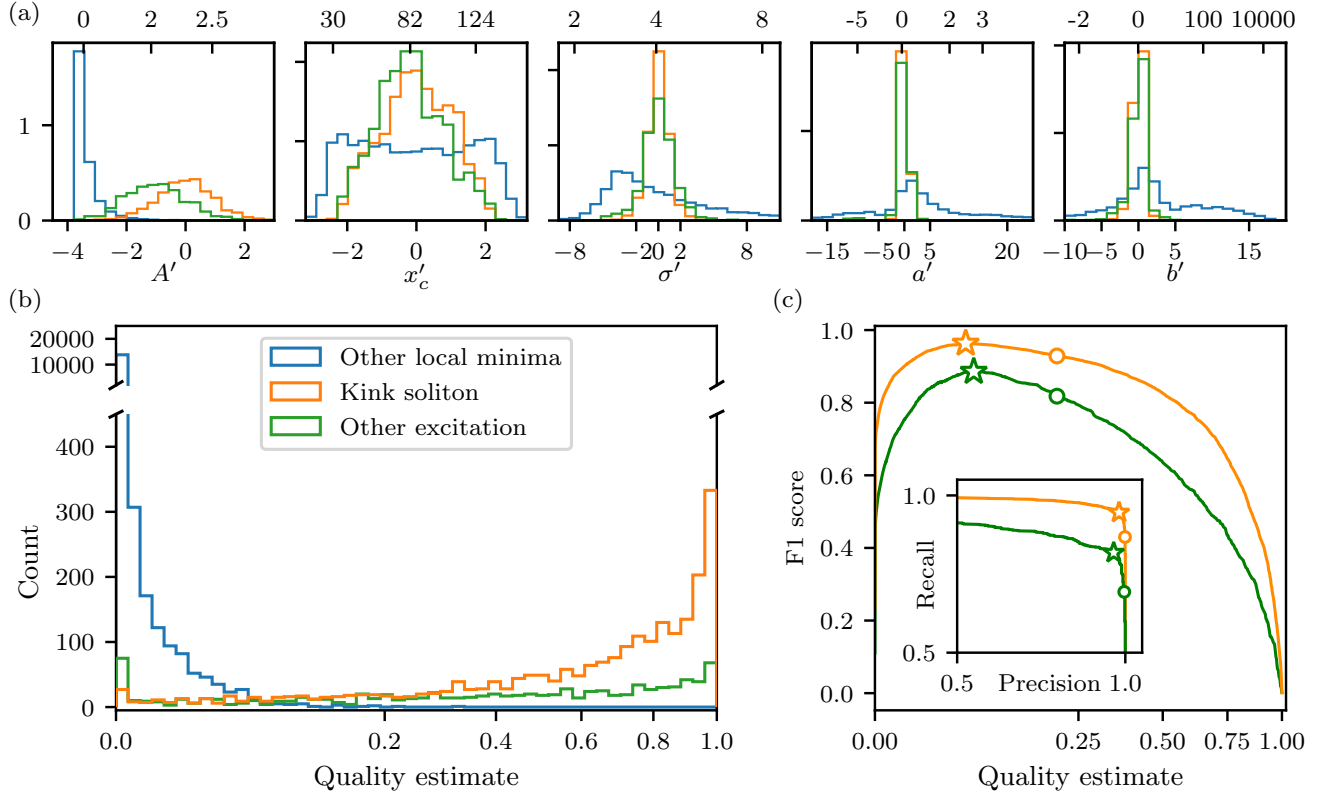 (a)
0 2 2.5 30 82 124 2 4 8 -5 0 2 3 -2 0 100 10000
1
0
−4 −2 0 −2 0 2 −8 −2 0 2 8 −15 −5 0 5 20 −10 −5 0 5 15
A′ x′c σ′ a′ b′
(b) (c)
20000
10000
400
300
200
100
0
Count
Other local minima
Kink soliton
Other excitation
0.0 0.2 0.4 0.6 0.8 1.0
Quality estimate
1.0
0.8
0.6
0.4
0.2
0.0
F1 score
1.0
0.5
Recall
0.5 Precision 1.0
0.00 0.25 0.50 0.75 1.00
Quality estimate